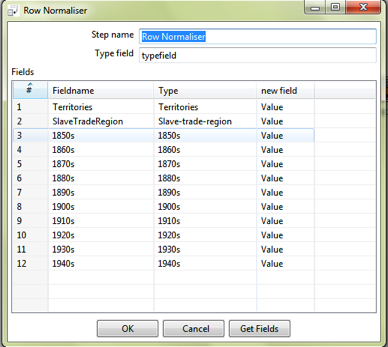 Row Normaliser
Step name Row Normaliser
Type field typefield
Fields
# Fieldname Type new field
1 Territories Territories Value
2 SlaveTradeRegion Slave-trade-region Value
3 1850s 1850s Value
4 1860s 1860s Value
5 1870s 1870s Value
6 1880s 1880s Value
7 1890s 1890s Value
8 1900s 1900s Value
9 1910s 1910s Value
10 1920s 1920s Value
11 1930s 1930s Value
12 1940s 1940s Value
OK Cancel Get Fields